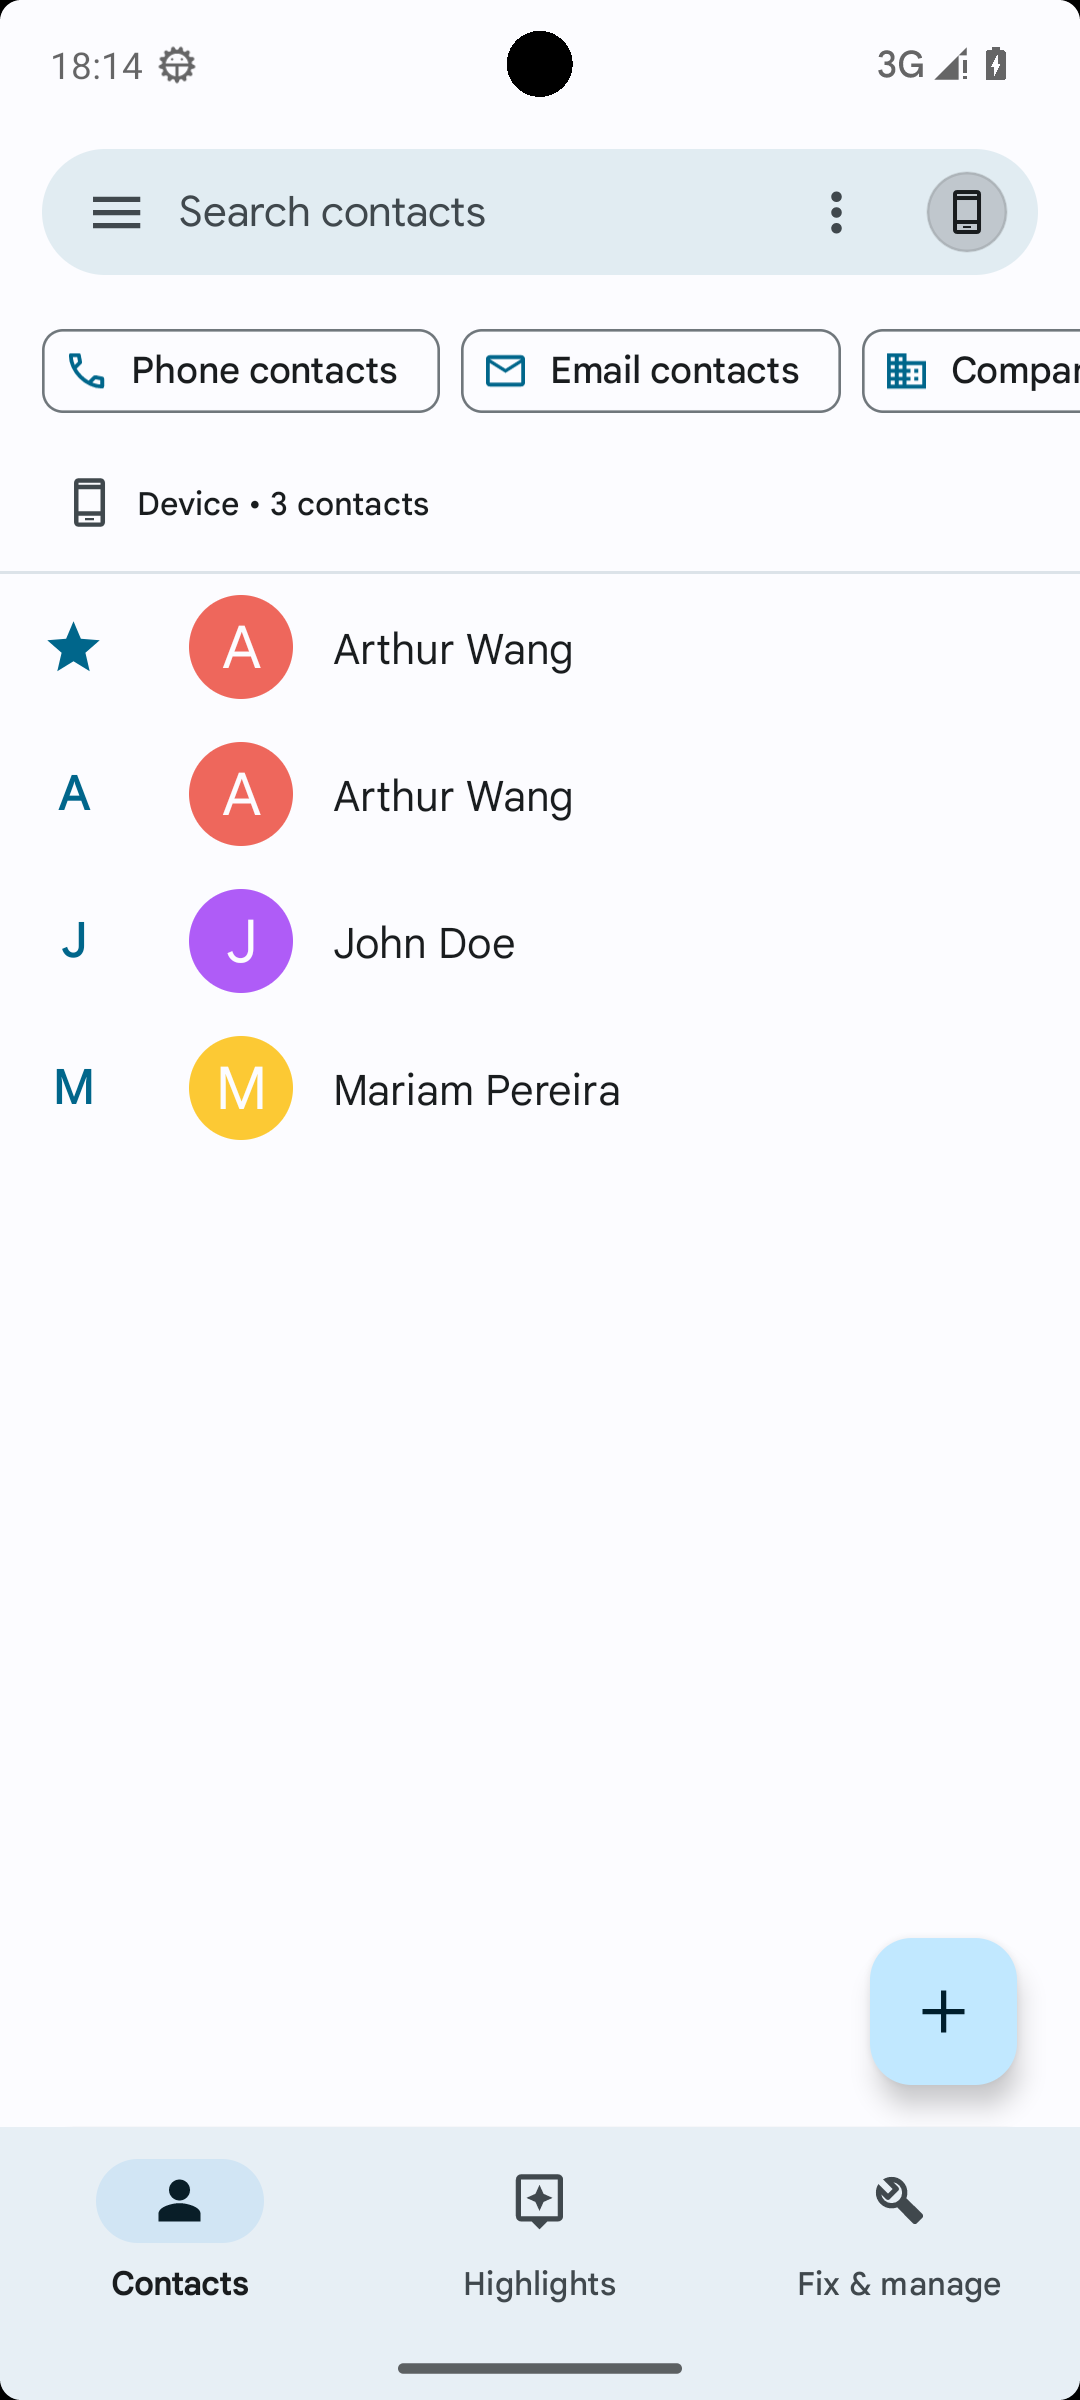 18:14
3G
Search contacts
Phone contacts
Email contacts
Compar
Device • 3 contacts
A
Arthur Wang
A
A
Arthur Wang
J
J
John Doe
M
M
Mariam Pereira
Contacts
Highlights
Fix & manage